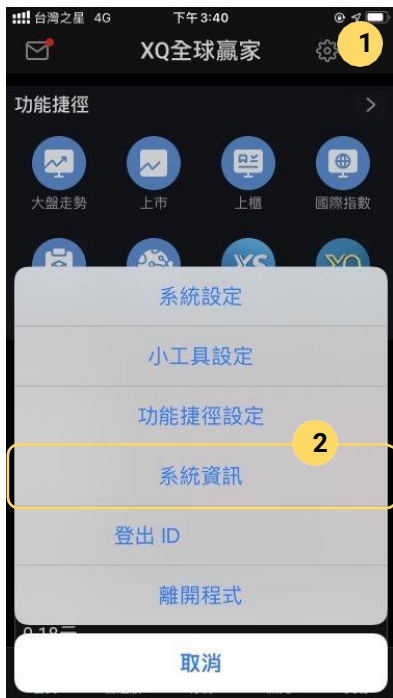 台灣之星 4G 下午3:40
XQ全球贏家
1
功能捷徑
大盤走勢 上市 上櫃 國際指數
系統設定
小工具設定
功能捷徑設定
2
系統資訊
登出 ID
離開程式
取消